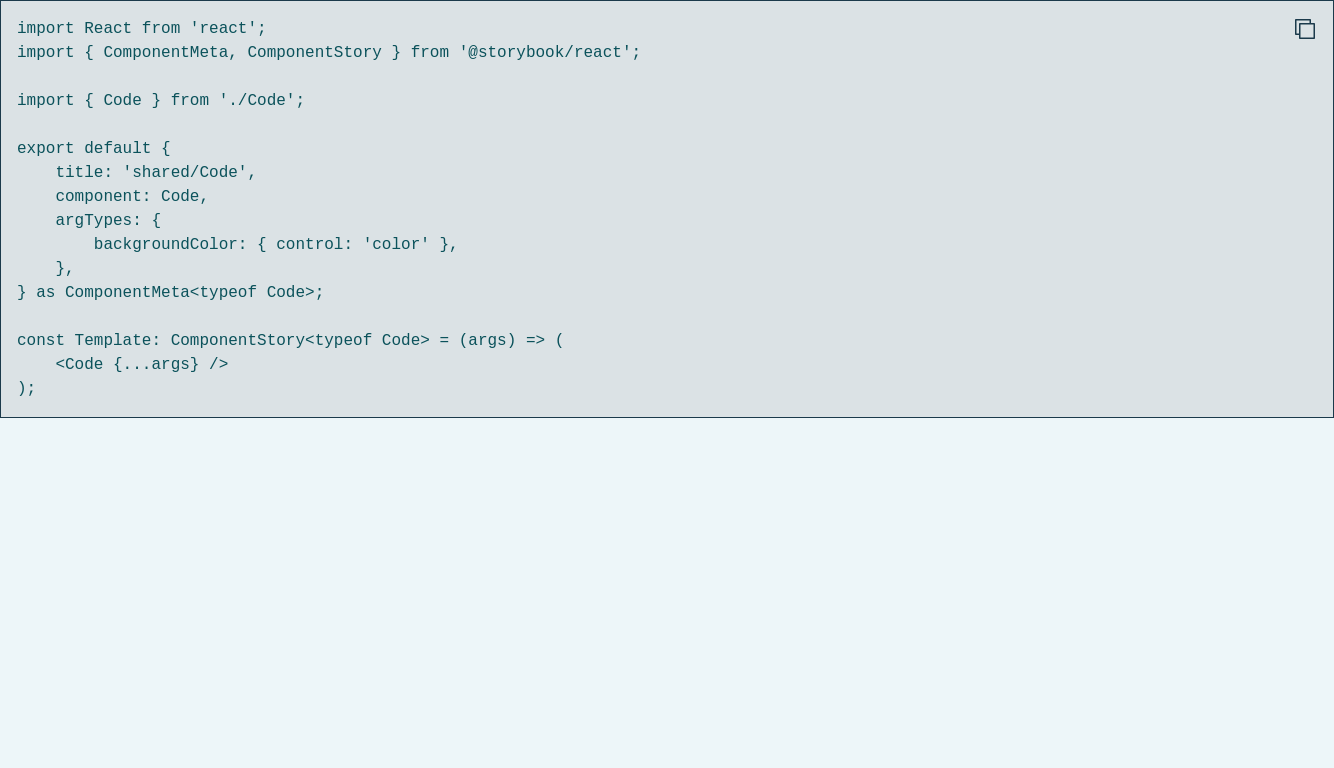 import React from 'react';
import { ComponentMeta, ComponentStory } from '@storybook/react';

import { Code } from './Code';

export default {
    title: 'shared/Code',
    component: Code,
    argTypes: {
        backgroundColor: { control: 'color' },
    },
} as ComponentMeta<typeof Code>;

const Template: ComponentStory<typeof Code> = (args) => (
    <Code {...args} />
);